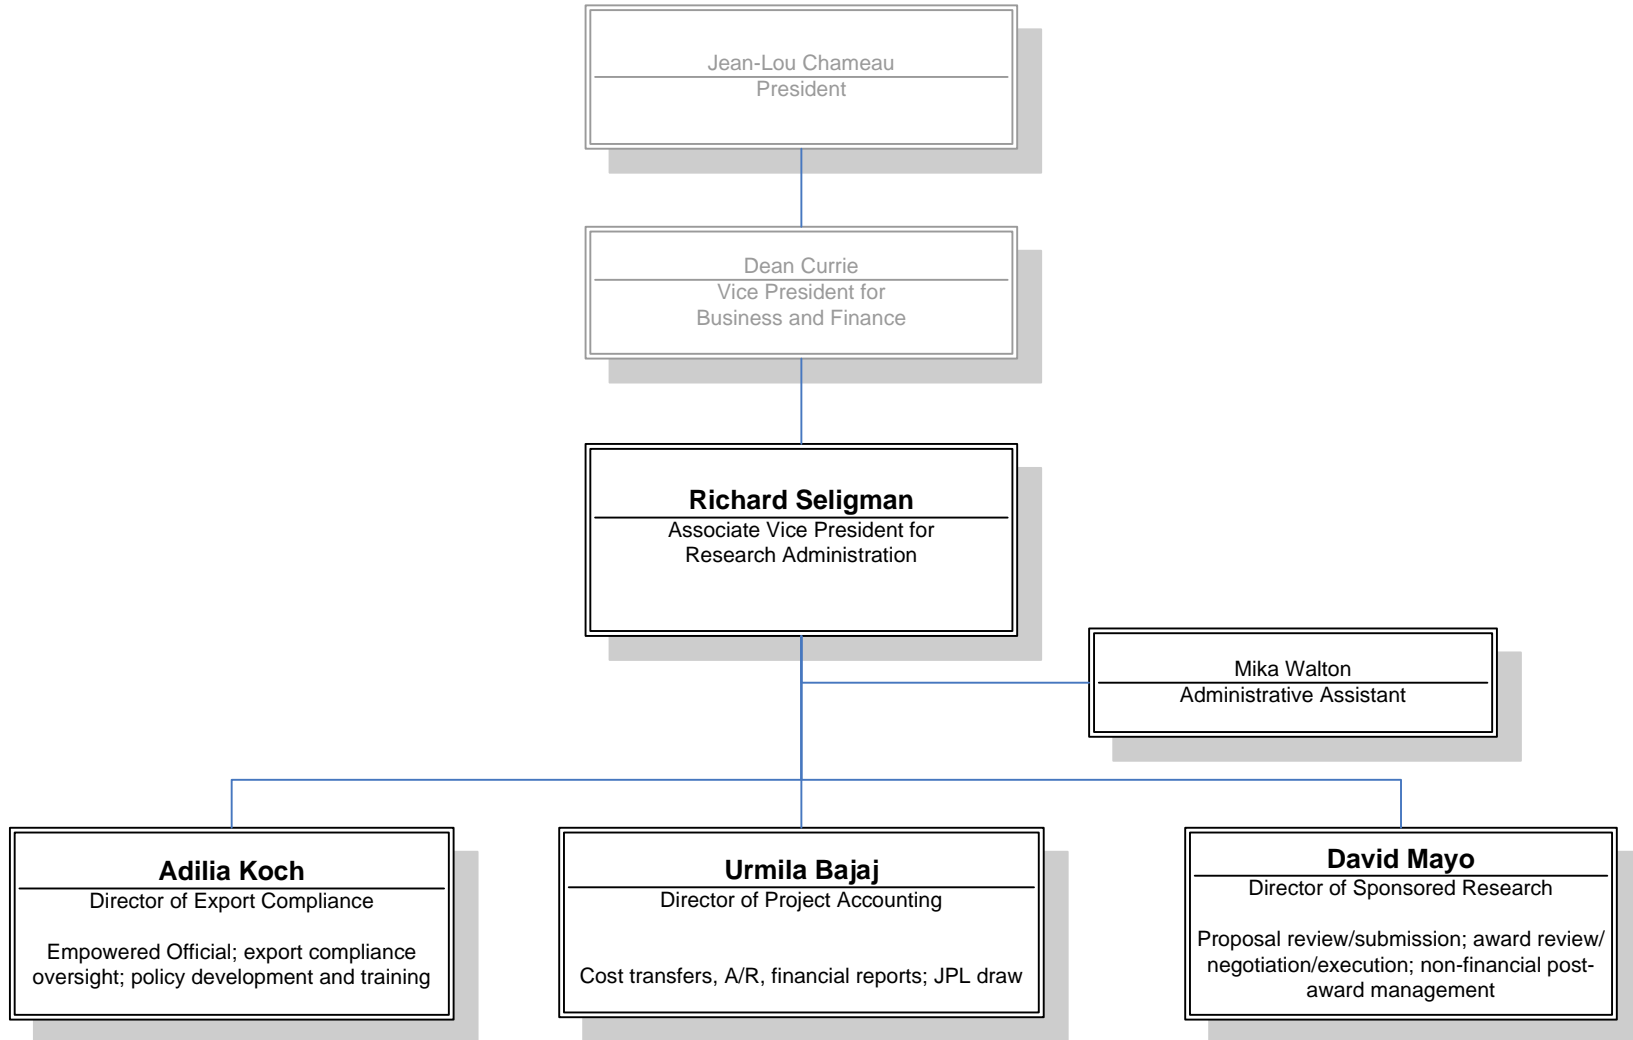 Jean-Lou Chameau
President
Dean Currie
Vice President for
Business and Finance
Richard Seligman
Associate Vice President for
Research Administration
Mika Walton
Administrative Assistant
Adilia Koch
Director of Export Compliance
Empowered Official; export compliance
oversight; policy development and training
Urmila Bajaj
Director of Project Accounting
Cost transfers, A/R, financial reports; JPL draw
David Mayo
Director of Sponsored Research
Proposal review/submission; award review/
negotiation/execution; non-financial post-
award management